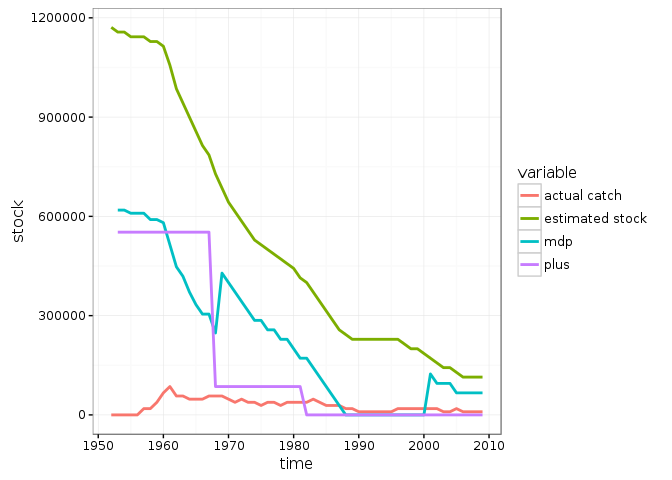 1200000
900000
600000
300000
0
stock
1950 1960 1970 1980 1990 2000 2010
time
variable
actual catch
estimated stock
mdp
plus